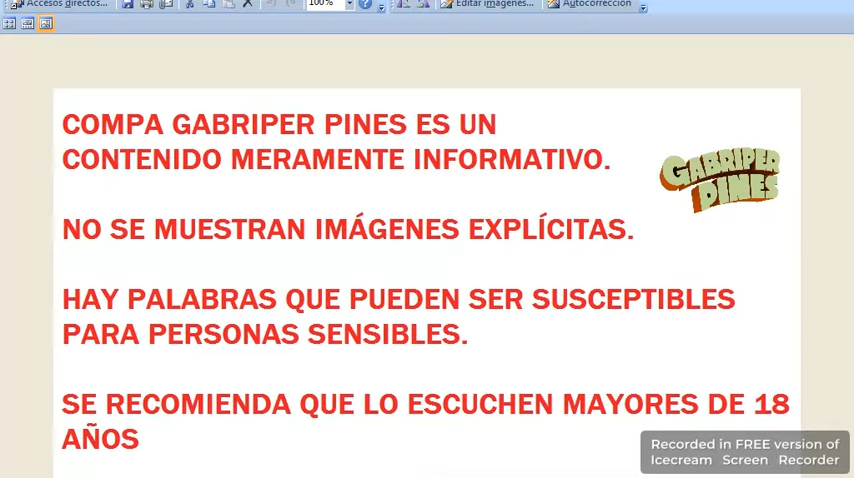 Accesos directos...
100%
Editar imágenes...
Autocorrección
COMPA GABRIPER PINES ES UN
CONTENIDO MERAMENTE INFORMATIVO.
GABRIPER
PINES
NO SE MUESTRAN IMÁGENES EXPLÍCITAS.
HAY PALABRAS QUE PUEDEN SER SUSCEPTIBLES
PARA PERSONAS SENSIBLES.
SE RECOMIENDA QUE LO ESCUCHEN MAYORES DE 18
AÑOS
Recorded in FREE version of
Icecream Screen Recorder